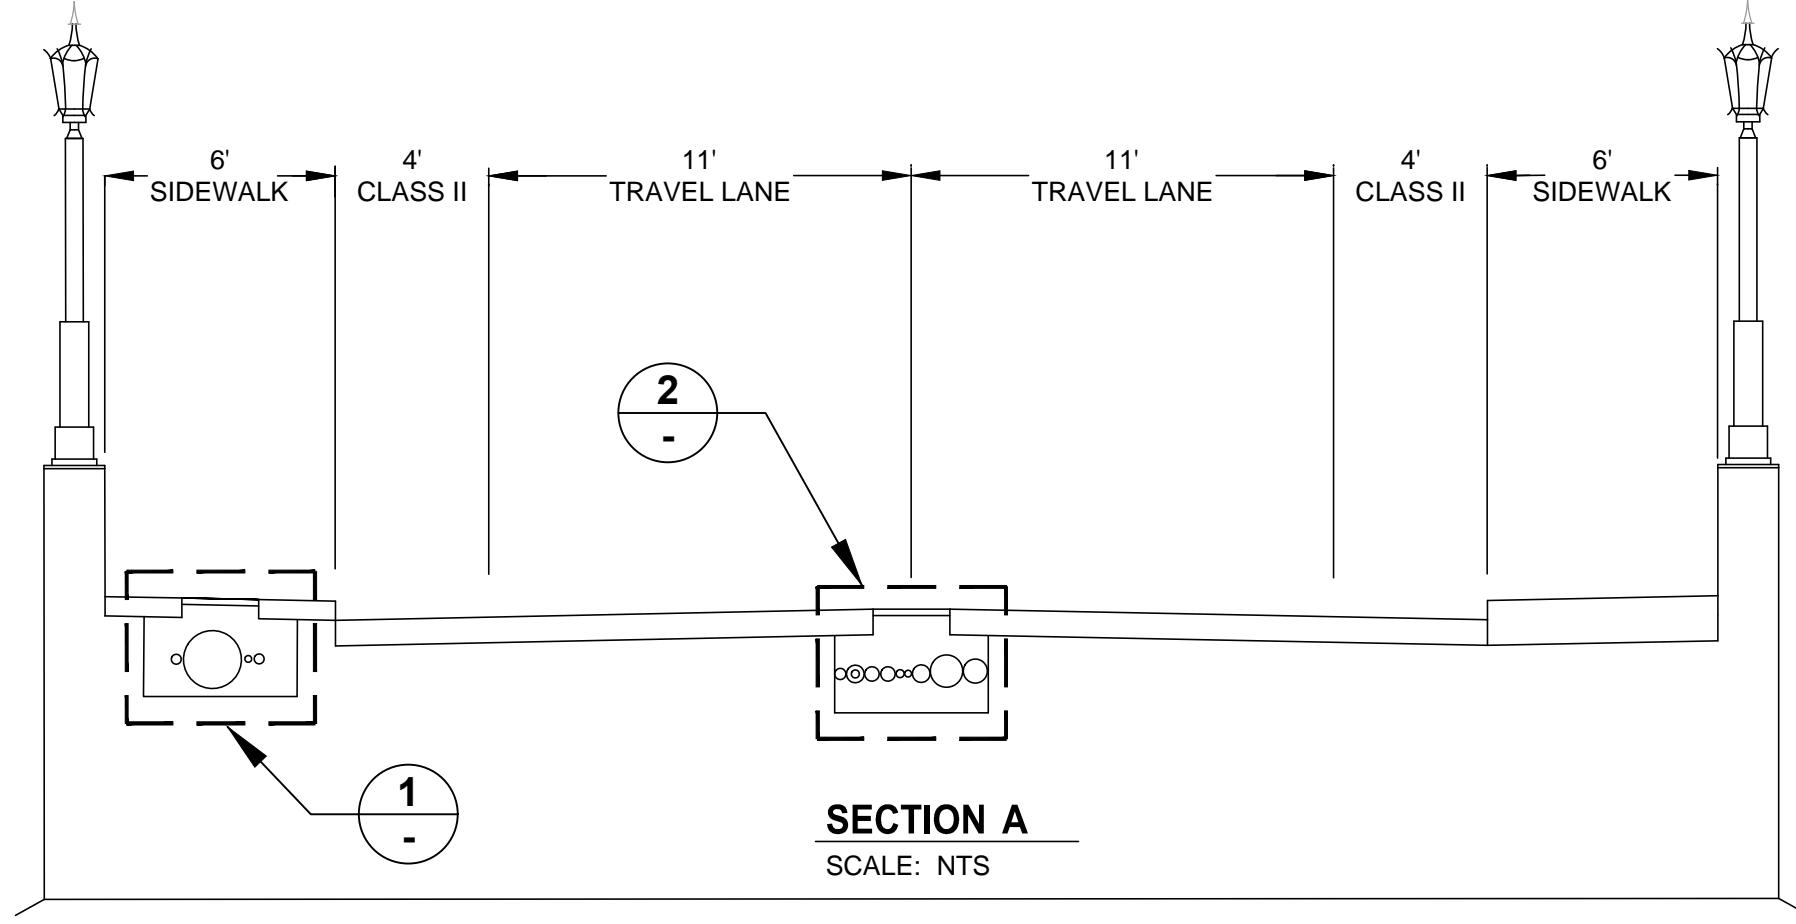 6' 4' 11' 11' 4' 6'
SIDEWALK CLASS II TRAVEL LANE TRAVEL LANE CLASS II SIDEWALK
2
-
1
-
SECTION A
SCALE: NTS